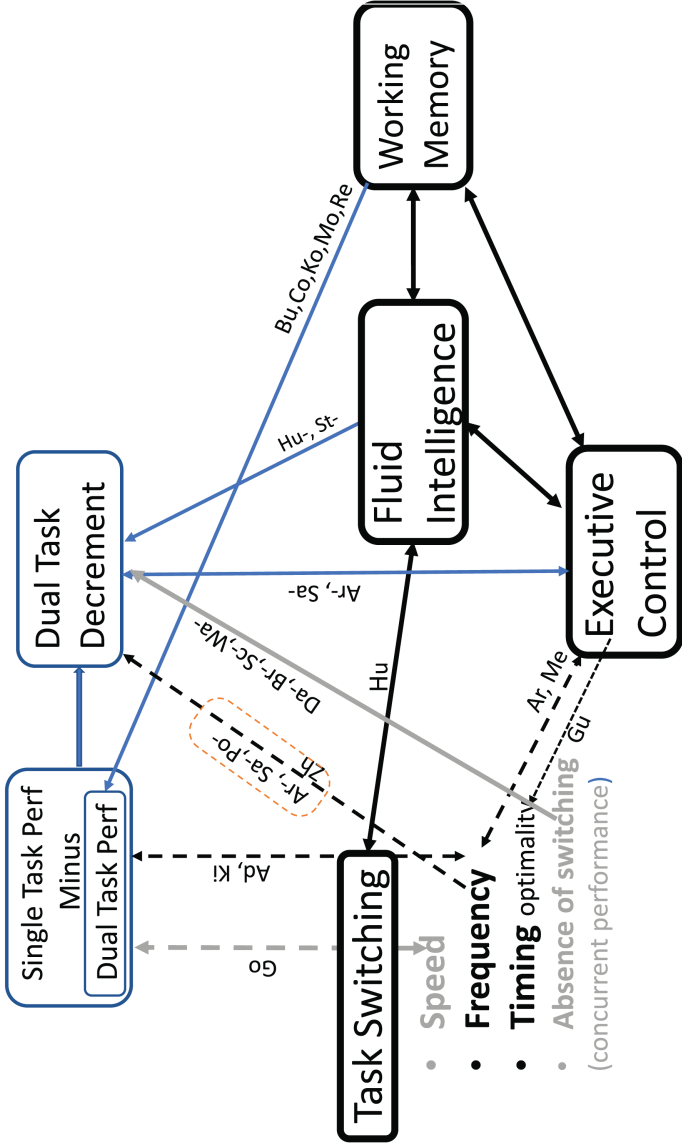 Single Task Perf
Minus
Dual Task Perf
Dual Task
Decrement
Go
Ad, Ki
Ar-, Sa-,Po-
Zh
Da-,Br-,Sc-,Wa-
Ar-, Sa-
Hu-, St-
Bu,Co,Ko,Mo,Re
Hu
Task Switching
Fluid
Intelligence
Working
Memory
• Speed
• Frequency
• Timing optimality
• Absence of switching
(concurrent performance)
Ar, Me
Gu
Executive
Control